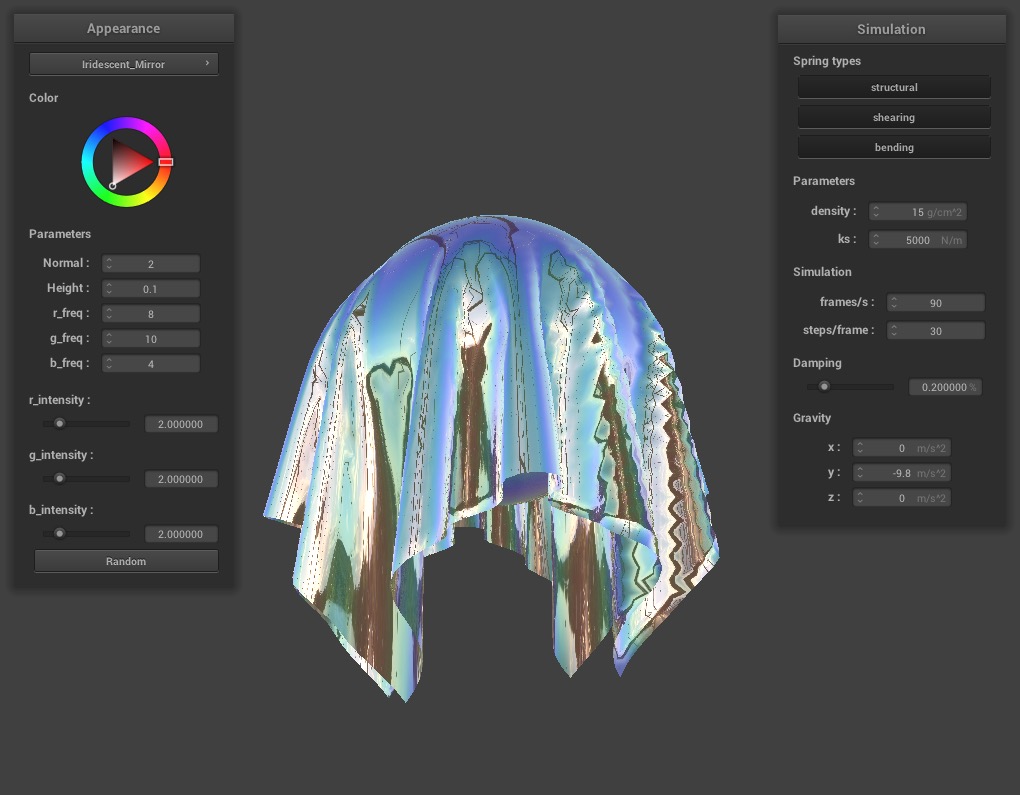 Appearance
Iridescent_Mirror
Color
Parameters
Normal : 2
Height : 0.1
r_freq : 8
g_freq : 10
b_freq : 4
r_intensity :
2.000000
g_intensity :
2.000000
b_intensity :
2.000000
Random
Simulation
Spring types
structural
shearing
bending
Parameters
density : 15 g/cm^2
ks : 5000 N/m
Simulation
frames/s : 90
steps/frame : 30
Damping
0.200000 %
Gravity
x : 0 m/s^2
y : -9.8 m/s^2
z : 0 m/s^2